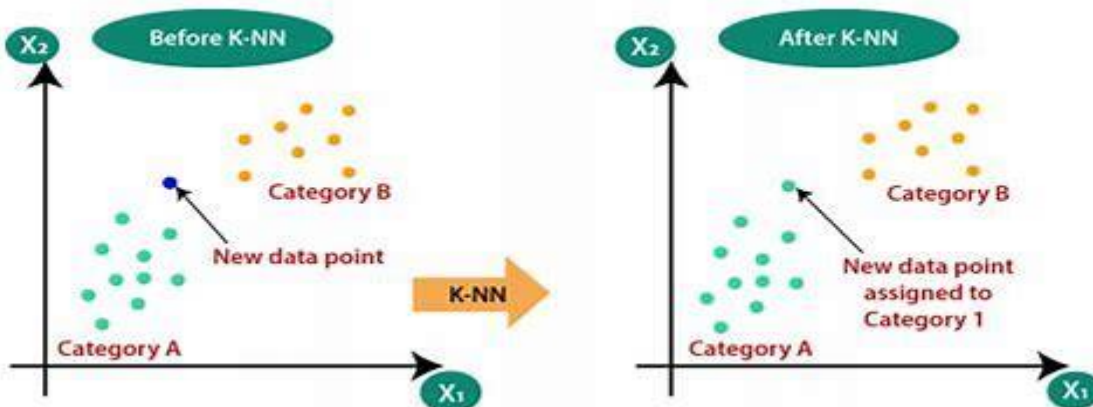 X₂
Before K-NN
Category B
New data point
Category A
X₁
K-NN
X₂
After K-NN
Category B
New data point
assigned to
Category 1
Category A
X₁